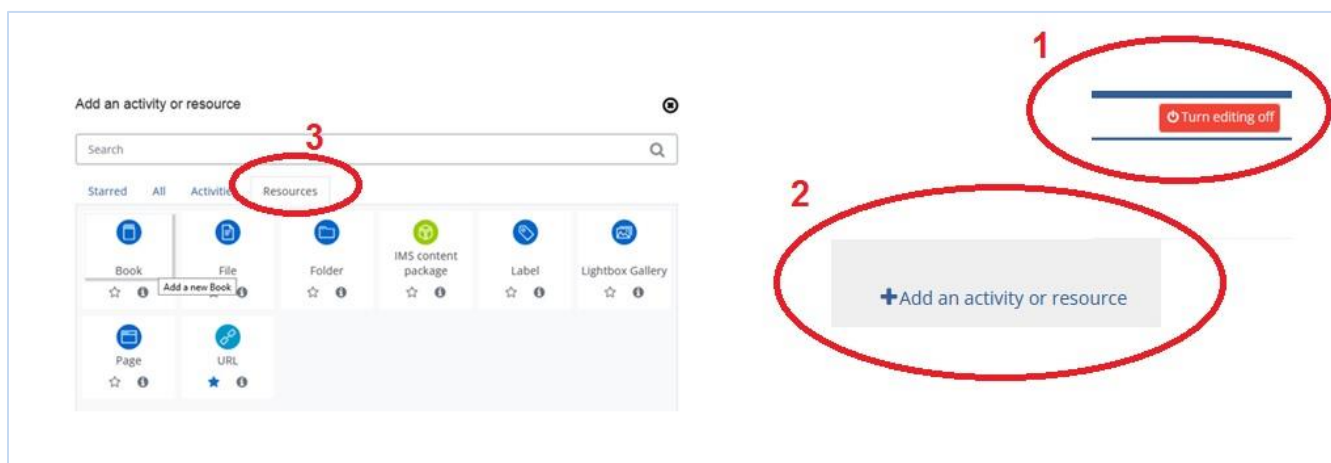 1
Turn editing off
Add an activity or resource
Search
3
Starred All Activitie Resources
2
Book File Folder IMS content package Label Lightbox Gallery
Add a new Book
+Add an activity or resource
Page URL